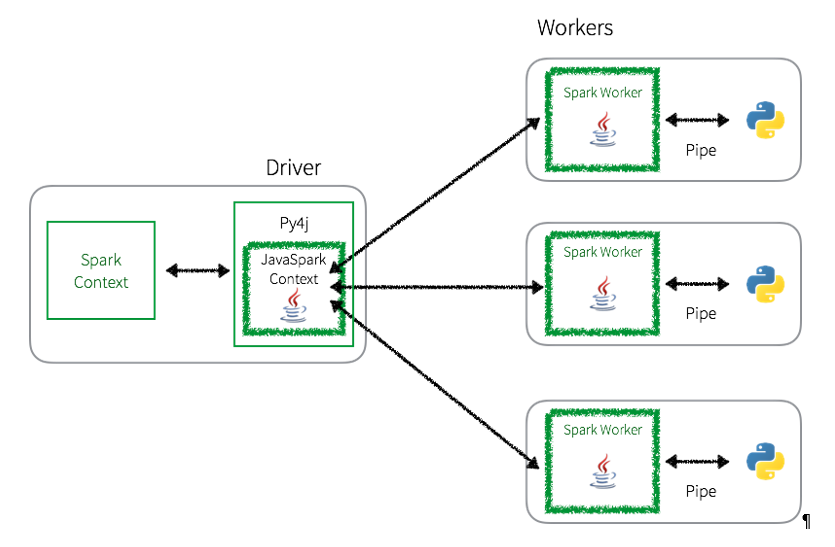 Workers
Spark Worker
Pipe
Driver
Spark
Context
Py4j
JavaSpark
Context
Spark Worker
Pipe
Spark Worker
Pipe
¶